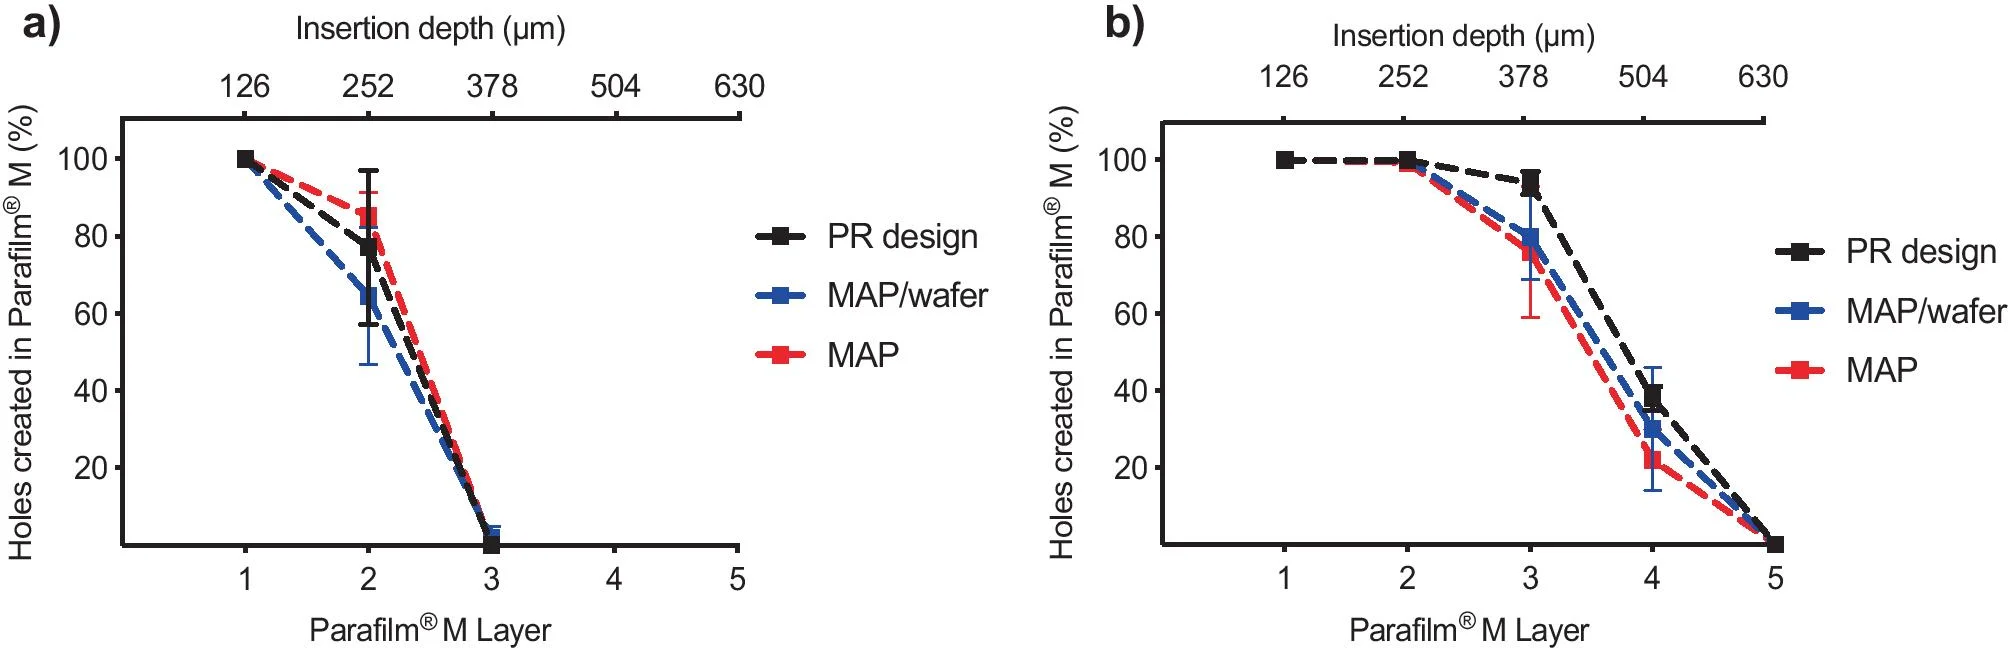 a)
Insertion depth (µm)
126 252 378 504 630
Holes created in Parafilm® M (%)
100
80
60
40
20
1 2 3 4 5
Parafilm® M Layer
PR design
MAP/wafer
MAP
b)
Insertion depth (µm)
126 252 378 504 630
Holes created in Parafilm® M (%)
100
80
60
40
20
1 2 3 4 5
Parafilm® M Layer
PR design
MAP/wafer
MAP